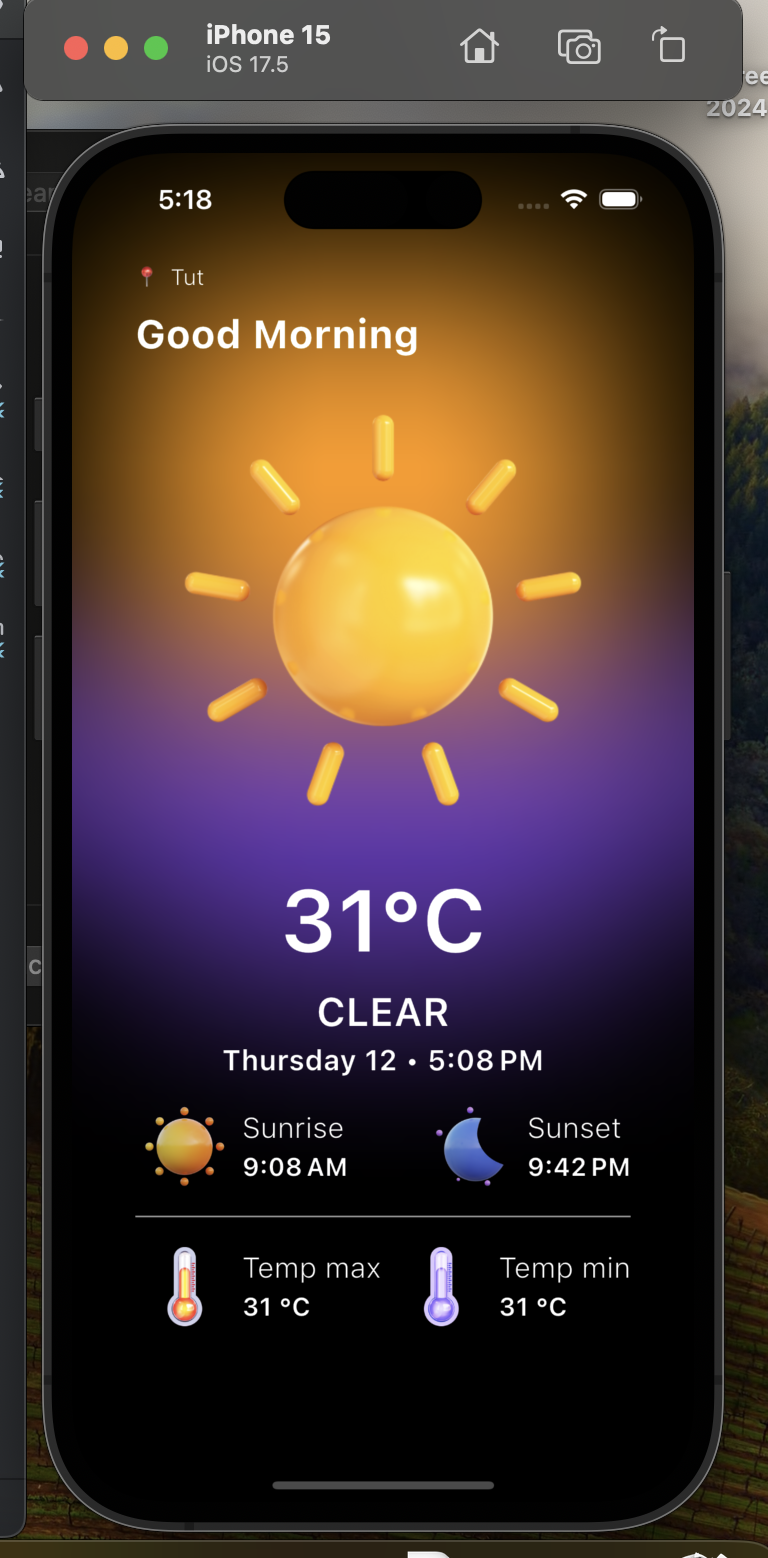 iPhone 15
iOS 17.5
2024
5:18
Tut
Good Morning
31°C
CLEAR
Thursday 12 • 5:08 PM
Sunrise
9:08 AM
Sunset
9:42 PM
Temp max
31 °C
Temp min
31 °C